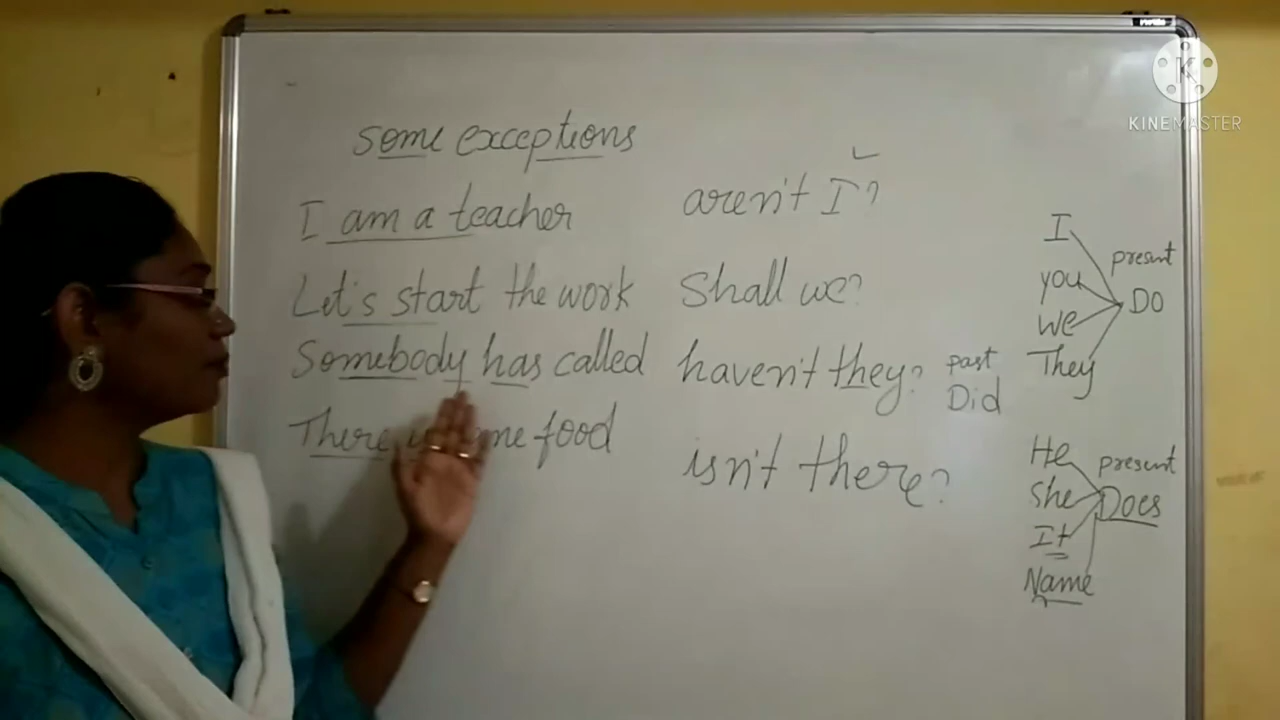 some exceptions
I am a teacher aren't I?
Let's start the work Shall we?
Somebody has called haven't they?
There food isn't there?
past
Did
I
you
we
They
present
DO
He
She
It
Name
present
Does
KINEMASTER